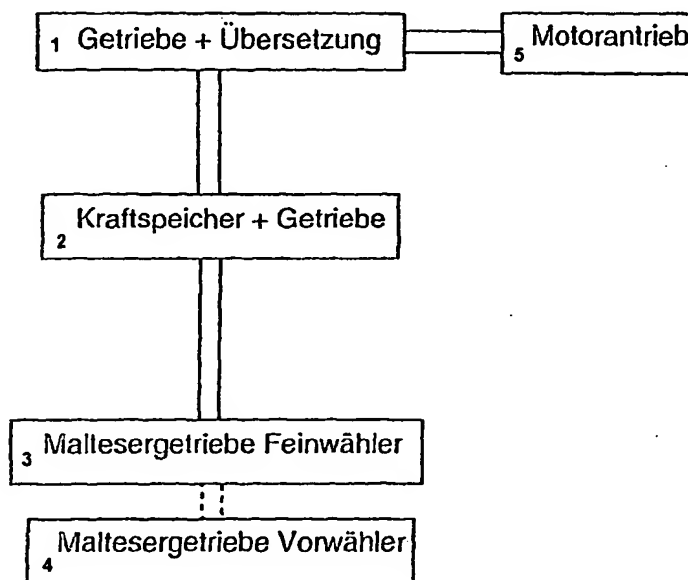 1 Getriebe + Übersetzung
5 Motorantrieb
2 Kraftspeicher + Getriebe
3 Maltesergetriebe Feinwähler
4 Maltesergetriebe Vorwähler